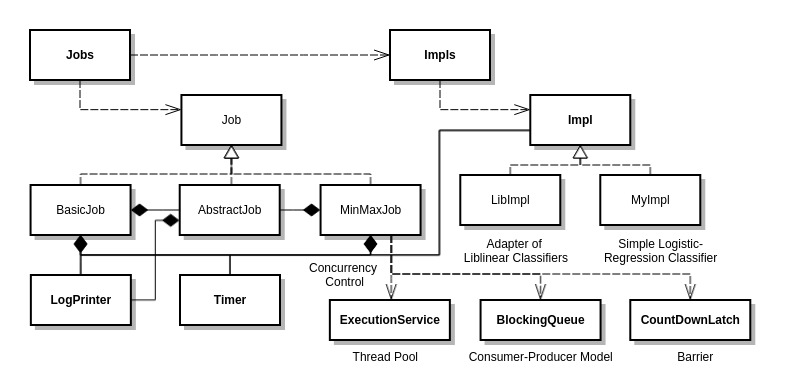 Jobs
Impls
Job
Impl
BasicJob
AbstractJob
MinMaxJob
LibImpl
MyImpl
Adapter of
Liblinear Classifiers
Simple Logistic-
Regression Classifier
Concurrency
Control
LogPrinter
Timer
ExecutionService
BlockingQueue
CountDownLatch
Thread Pool
Consumer-Producer Model
Barrier